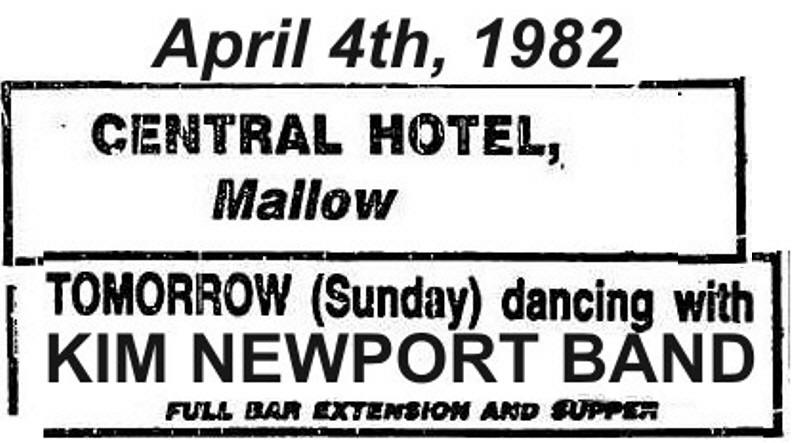 April 4th, 1982
CENTRAL HOTEL,
Mallow
TOMORROW (Sunday) dancing with
KIM NEWPORT BAND
FULL BAR EXTENSION AND SUPPER